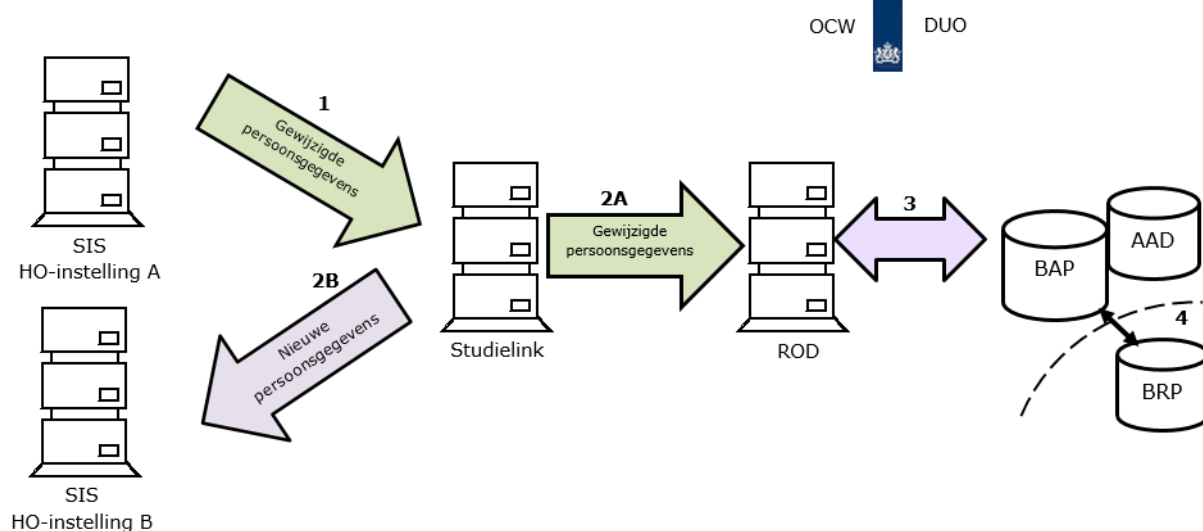 OCW
DUO
1
Gewijzigde
persoonsgegevens
SIS
HO-instelling A
2B
Nieuwe
persoonsgegevens
SIS
HO-instelling B
Studielink
2A
Gewijzigde
persoonsgegevens
ROD
3
BAP
AAD
4
BRP